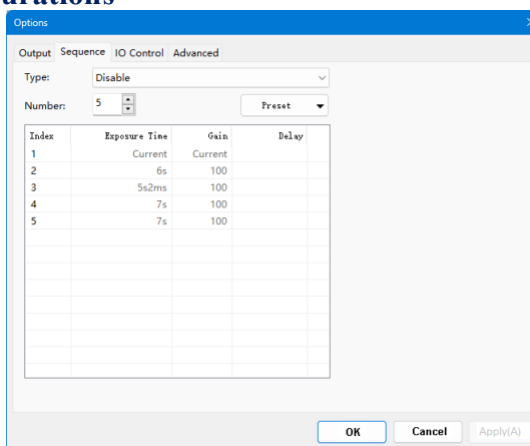 Options
Output Sequence IO Control Advanced
Type: Disable
Number: 5 Preset
Index Exposure Time Gain Delay
1 Current Current
2 6s 100
3 5s2ms 100
4 7s 100
5 7s 100
OK Cancel Apply(A)